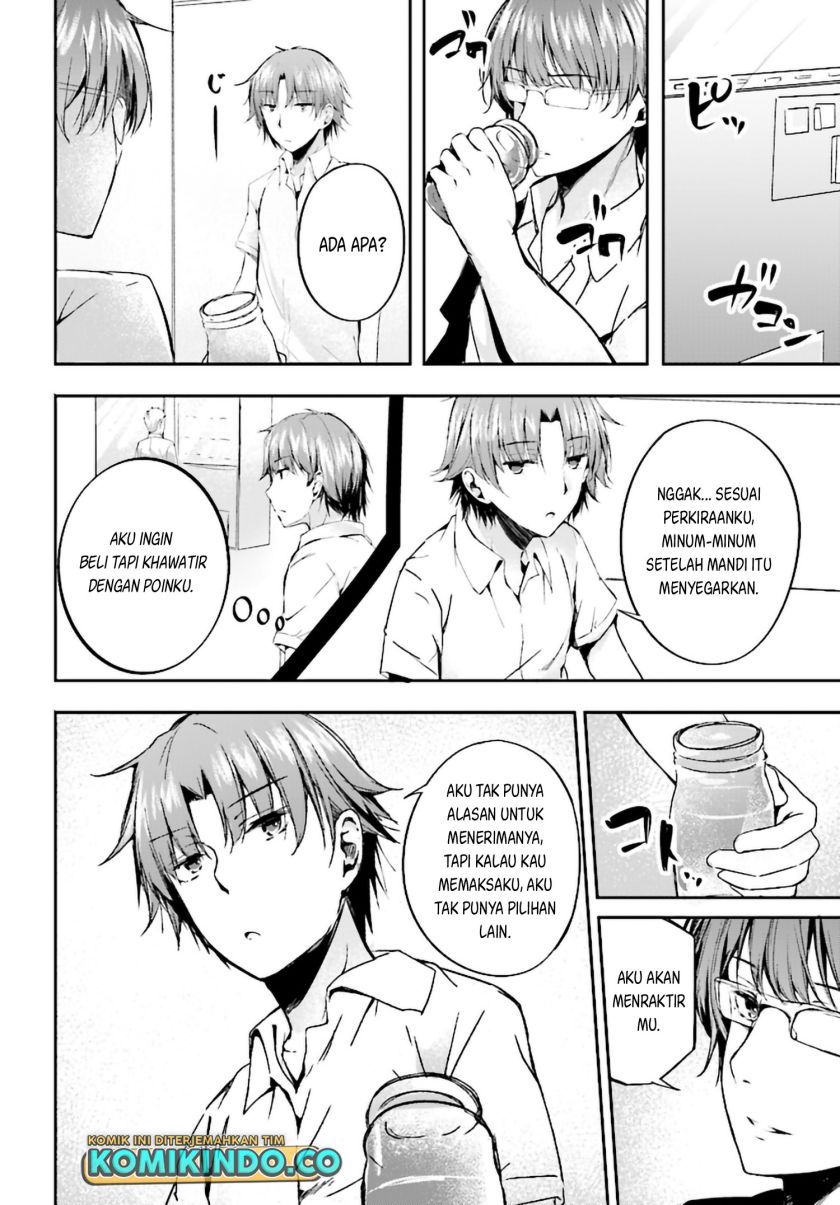 ピッ
ガコン
ゴク
ゴク
じー
ADA APA?
NGGAK... SESUAI
PERKIRAANKU,
MINUM-MINUM
SETELAH MANDI ITU
MENYEGARKAN.
AKU INGIN
BELI TAPI KHAWATIR
DENGAN POINKU.
ゴト
AKU AKAN
MENRAKTIR
MU.
AKU TAK PUNYA
ALASAN UNTUK
MENERIMANYA,
TAPI KALAU KAU
MEMAKSAKU, AKU
TAK PUNYA PILIHAN
LAIN.
KOMIK INI DITERJEMAHKAN TIM
KOMIKINDO.CO